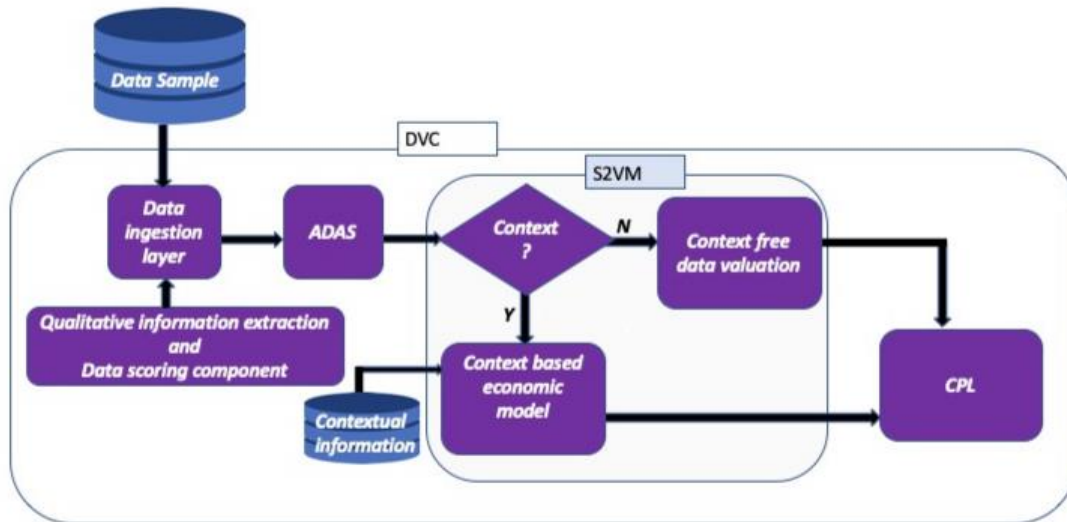 Data Sample
DVC
S2VM
Data
ingestion
layer
ADAS
Context
?
N
Context free
data valuation
Y
Qualitative information extraction
and
Data scoring component
Context based
economic
model
CPL
Contextual
information